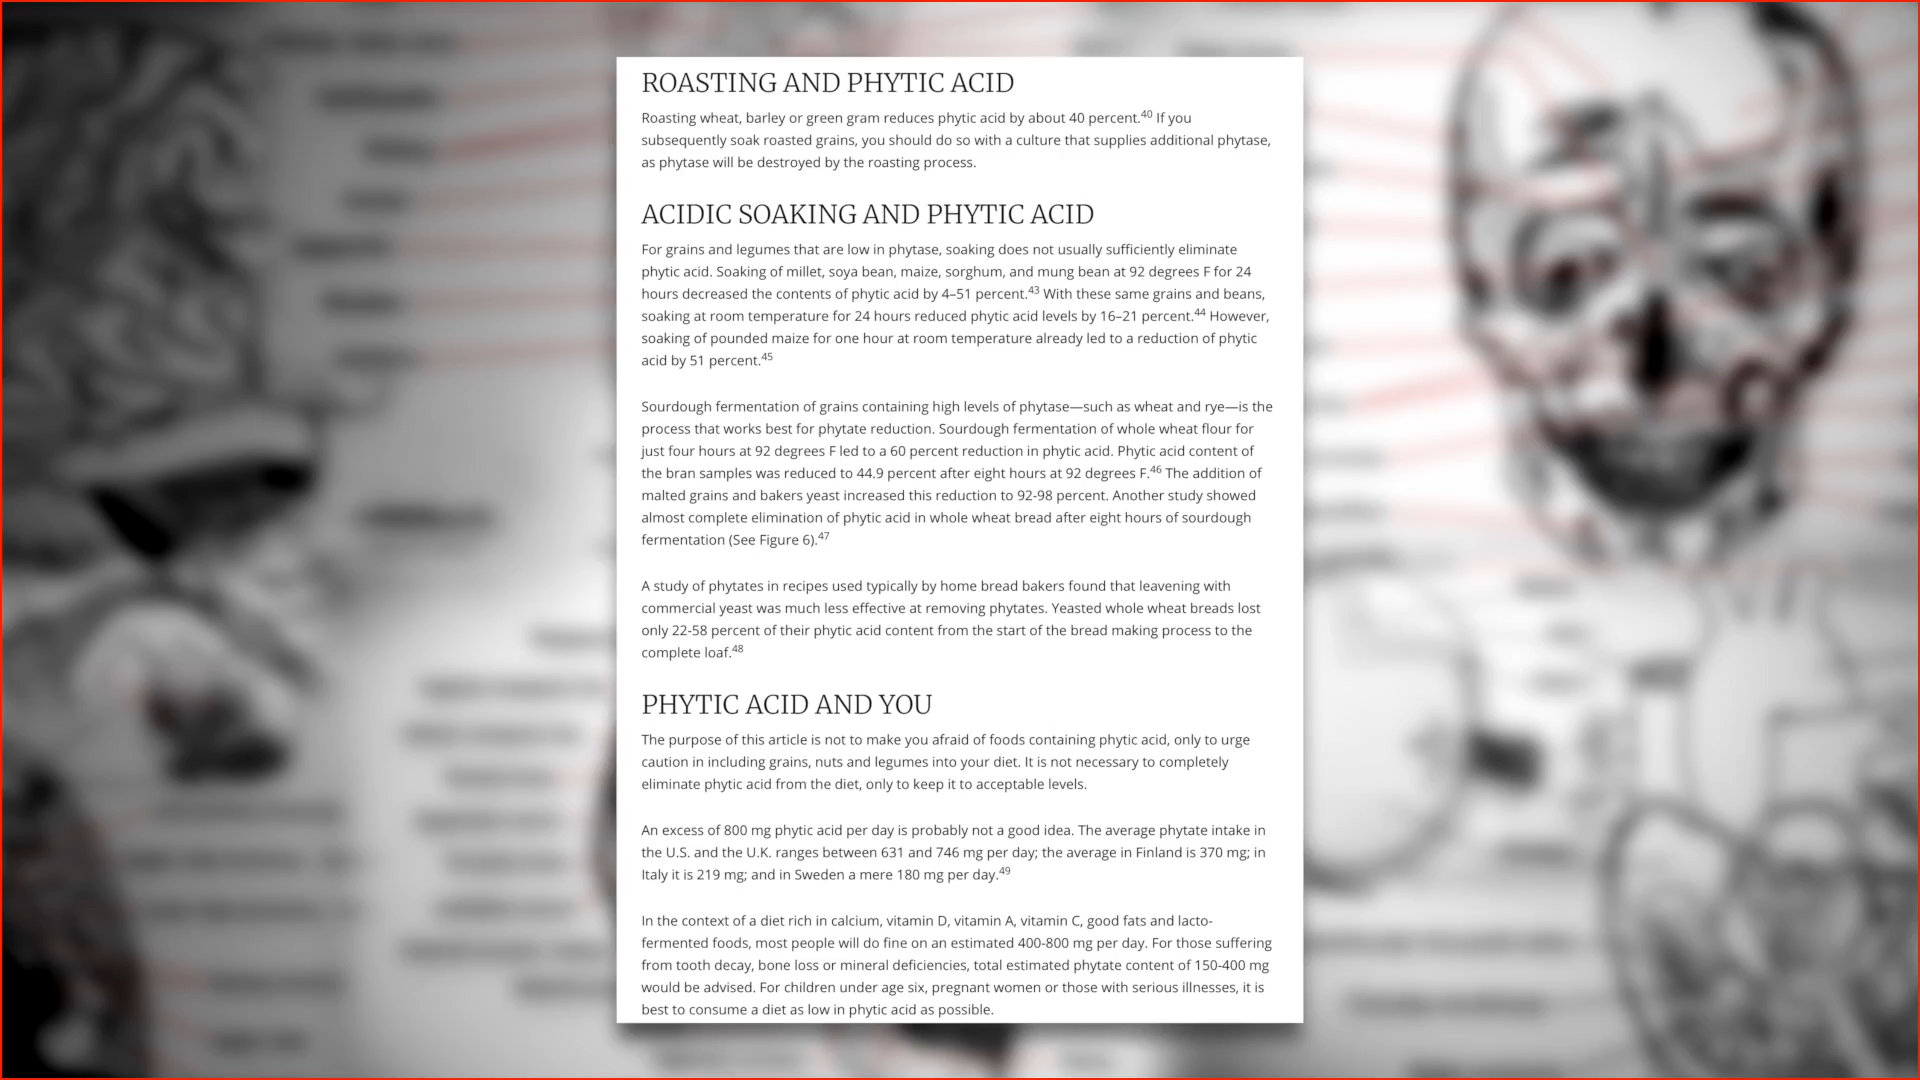 ROASTING AND PHYTIC ACID
Roasting wheat, barley or green gram reduces phytic acid by about 40 percent.40 If you
subsequently soak roasted grains, you should do so with a culture that supplies additional phytase,
as phytase will be destroyed by the roasting process.
ACIDIC SOAKING AND PHYTIC ACID
For grains and legumes that are low in phytase, soaking does not usually sufficiently eliminate
phytic acid. Soaking of millet, soya bean, maize, sorghum, and mung bean at 92 degrees F for 24
hours decreased the contents of phytic acid by 4–51 percent.43 With these same grains and beans,
soaking at room temperature for 24 hours reduced phytic acid levels by 16–21 percent.44 However,
soaking of pounded maize for one hour at room temperature already led to a reduction of phytic
acid by 51 percent.45
Sourdough fermentation of grains containing high levels of phytase—such as wheat and rye—is the
process that works best for phytate reduction. Sourdough fermentation of whole wheat flour for
just four hours at 92 degrees F led to a 60 percent reduction in phytic acid. Phytic acid content of
the bran samples was reduced to 44.9 percent after eight hours at 92 degrees F.46 The addition of
malted grains and bakers yeast increased this reduction to 92-98 percent. Another study showed
almost complete elimination of phytic acid in whole wheat bread after eight hours of sourdough
fermentation (See Figure 6).47
A study of phytates in recipes used typically by home bread bakers found that leavening with
commercial yeast was much less effective at removing phytates. Yeasted whole wheat breads lost
only 22-58 percent of their phytic acid content from the start of the bread making process to the
complete loaf.48
PHYTIC ACID AND YOU
The purpose of this article is not to make you afraid of foods containing phytic acid, only to urge
caution in including grains, nuts and legumes into your diet. It is not necessary to completely
eliminate phytic acid from the diet, only to keep it to acceptable levels.
An excess of 800 mg phytic acid per day is probably not a good idea. The average phytate intake in
the U.S. and the U.K. ranges between 631 and 746 mg per day; the average in Finland is 370 mg; in
Italy it is 219 mg; and in Sweden a mere 180 mg per day.49
In the context of a diet rich in calcium, vitamin D, vitamin A, vitamin C, good fats and lacto-
fermented foods, most people will do fine on an estimated 400-800 mg per day. For those suffering
from tooth decay, bone loss or mineral deficiencies, total estimated phytate content of 150-400 mg
would be advised. For children under age six, pregnant women or those with serious illnesses, it is
best to consume a diet as low in phytic acid as possible.